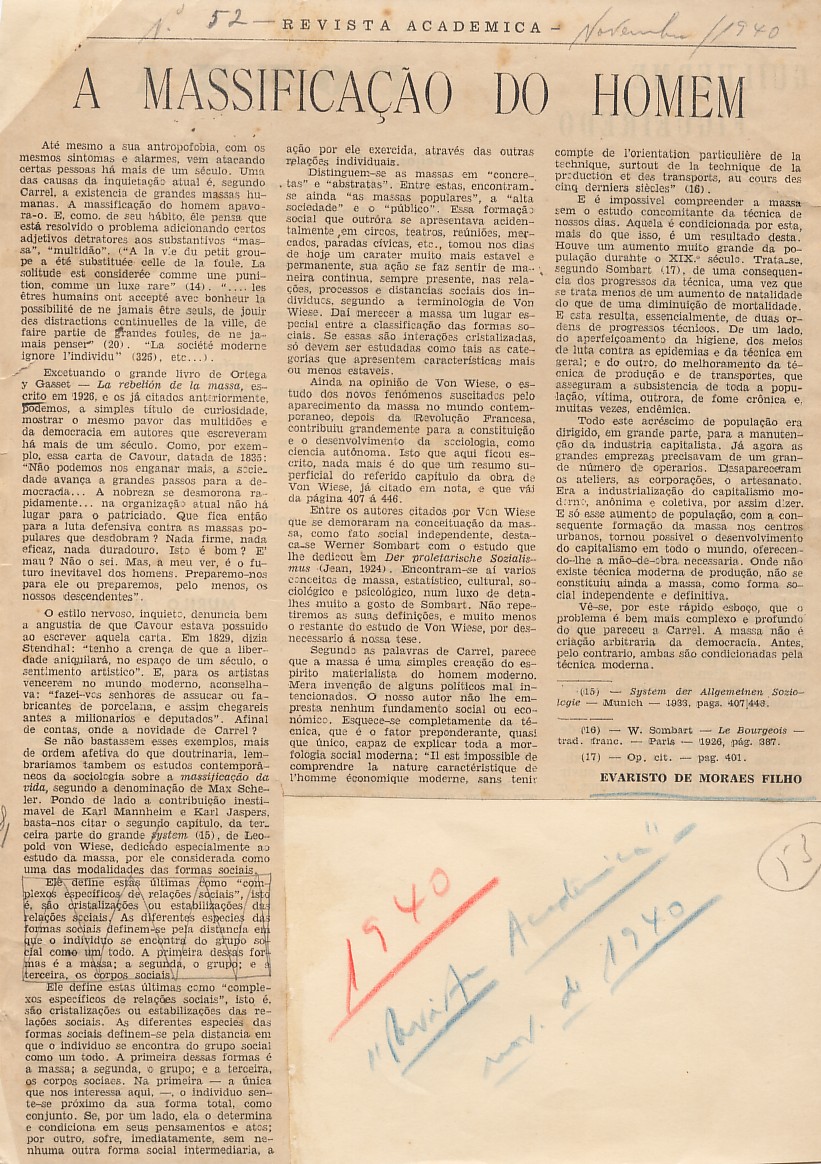 N.º 52 — REVISTA ACADEMICA — Novembro/1940
A MASSIFICAÇÃO DO HOMEM
Até mesmo a sua antropofobia, com os
mesmos sintomas e alarmes, vem atacando
certas pessoas há mais de um século. Uma
das causas da inquietação atual é, segundo
Carrel, a existencia de grandes massas hu-
manas. A massificação do homem apavo-
ra-o. E, como, de seu hábito, êle pensa que
está resolvido o problema adicionando certos
adjetivos detratores aos substantivos "mas-
sa", "multidão". ("A la vie du petit groupe
pe a été substituée celle de la foule. La
solitude est considerée comme une puni-
tion, comme un luxe rare" (14). ".... les
êtres humains ont accepté avec bonheur la
possibilité de ne jamais être seuls, de jouir
des distractions continuelles de la ville, de
faire partie de grandes foules, de ne ja-
mais penser" (20). "La société moderne
ignore l'individu" (325), etc...).
Excetuando o grande livro de Ortega
y Gasset — La rebelión de la massa, es-
crito em 1926, e os já citados anteriormente,
podemos, a simples título de curiosidade,
mostrar o mesmo pavor das multidões e
da democracia em autores que escreveram
há mais de um século. Como, por exem-
plo, essa carta de Cavour, datada de 1835:
"Não podemos nos enganar mais, a socie-
dade avança a grandes passos para a de-
mocracia... A nobreza se desmorona ra-
pidamente... na organização atual não há
lugar para o patriciado. Que fica então
para a luta defensiva contra as massas po-
pulares que desdobram? Nada firme, nada
eficaz, nada duradouro. Isto é bom? E'
mau? Não o sei. Mas, a meu ver, é o fu-
turo inevitavel dos homens. Preparemo-nos
para ele ou preparemos, pelo menos, os
nossos descendentes".
O estilo nervoso, inquieto, denuncia bem
a angustia de que Cavour estava possuido
ao escrever aquela carta. Em 1829, dizia
Stendhal: "tenho a crença de que a liber-
dade aniquilará, no espaço de um século, o
sentimento artistico". E, para os artistas
vencerem no mundo moderno, aconselha-
va: "fazei-vos senhores de assucar ou fa-
bricantes de porcelana, e assim chegareis
antes a milionarios e deputados". Afinal
de contas, onde a novidade de Carrel?
Se não bastassem esses exemplos, mais
de ordem afetiva do que doutrinaria, lem-
brariamos tambem os estudos contemporâ-
neos da sociologia sobre a massificação da
vida, segundo a denominação de Max Sche-
ler. Pondo de lado a contribuição inesti-
mavel de Karl Mannheim e Karl Jaspers,
basta-nos citar o segundo capítulo, da ter-
ceira parte do grande system (15), de Leo-
pold von Wiese, dedicado especialmente ao
estudo da massa, por ele considerada como
uma das modalidades das formas sociais.
Ele define estas últimas como "com-
plexos específicos de relações sociais", isto
é, são cristalizações ou estabilizações das
relações sociais. As diferentes especies das
formas sociais definem-se pela distancia em
que o individuo se encontra do grupo so-
cial como um todo. A primeira dessas for-
mas é a massa; a segunda, o grupo; e a
terceira, os corpos sociais
Ele define estas últimas como "comple-
xos específicos de relações sociais", isto é,
são cristalizações ou estabilizações das re-
lações sociais. As diferentes especies das
formas sociais definem-se pela distancia em
que o individuo se encontra do grupo social
como um todo. A primeira dessas formas é
a massa; a segunda, o grupo; e a terceira,
os corpos sociaes. Na primeira — a única
que nos interessa aqui, —, o individuo sen-
te-se próximo da sua forma total, como
conjunto. Se, por um lado, ela o determina
e condiciona em seus pensamentos e atos;
por outro, sofre, imediatamente, sem ne-
nhuma outra forma social intermediaria, a
ação por ele exercida, através das outras
relações individuais.
Distinguem-se as massas em "concre-
tas" e "abstratas". Entre estas, encontram-
se ainda "as massas populares", a "alta
sociedade" e o "público". Essa formação
social que outróra se apresentava aciden-
talmente em circos, teatros, reuniões, mer-
cados, paradas cívicas, etc., tomou nos dias
de hoje um carater muito mais estavel e
permanente, sua ação se faz sentir de ma-
neira continua, sempre presente, nas rela-
ções, processos e distancias sociais dos in-
dividuos, segundo a terminologia de Von
Wiese. Daí merecer a massa um lugar es-
pecial entre a classificação das formas so-
ciais. Se essas são interações cristalizadas,
só devem ser estudadas como tais as cate-
gorias que apresentem características mais
ou menos estaveis.
Ainda na opinião de Von Wiese, o es-
tudo dos novos fenómenos suscitados pelo
aparecimento da massa no mundo contem-
poraneo, depois da Revolução Francesa,
contribuiu grandemente para a constituição
e o desenvolvimento da sociologia, como
ciencia autônoma. Isto que aqui ficou es-
crito, nada mais é do que um resumo su-
perficial do referido capítulo da obra de
Von Wiese, já citado em nota, e que vái
da página 407 á 446.
Entre os autores citados por Von Wiese
que se demoraram na conceituação da mas-
sa, como fato social independente, desta-
ca-se Werner Sombart com o estudo que
lhe dedicou em Der proletarische Sozialis-
mus (Jean, 1924). Encontram-se aí varios
conceitos de massa, estatistico, cultural, so-
ciológico e psicológico, num luxo de deta-
lhes muito a gosto de Sombart. Não repe-
tiremos as suas definições, e muito menos
o restante do estudo de Von Wiese, por des-
necessario á nossa tese.
Segundo as palavras de Carrel, parece
que a massa é uma simples creação do es-
pirito materialista do homem moderno.
Mera invenção de alguns políticos mal in-
tencionados. O nosso autor não lhe em-
presta nenhum fundamento social ou eco-
nómico. Esquece-se completamente da téc-
nica, que é o fator preponderante, quasi
que único, capaz de explicar toda a mor-
fologia social moderna: "Il est impossible de
comprendre la nature caractéristique de
l'homme économique moderne, sans tenir
compte de l'orientation particulière de la
technique, surtout de la technique de la
production et des transports, au cours des
cinq derniers siècles" (16).
E é impossivel compreender a massa
sem o estudo concomitante da técnica de
nossos dias. Aquela é condicionada por esta,
mais do que isso, é um resultado desta.
Houve um aumento muito grande da po-
pulação durante o XIX.º século. Trata-se,
segundo Sombart (17), de uma consequen-
cia dos progressos da técnica, uma vez que
se trata menos de um aumento de natalidade
do que de uma diminuição de mortalidade.
E esta resulta, essencialmente, de duas or-
dens de progressos técnicos. De um lado,
do aperfeiçoamento da higiene, dos meios
de luta contra as epidemias e da técnica em
geral; e do outro, do melhoramento da té-
cnica de produção e de transportes, que
asseguram a subsistencia de toda a popu-
lação, vítima, outrora, de fome crônica e,
muitas vezes, endêmica.
Todo este acréscimo de população era
dirigido, em grande parte, para a manuten-
ção da industria capitalista. Já agora as
grandes emprezas precisavam de um gran-
de número de operarios. Desapareceram
os ateliers, as corporações, o artesanato.
Era a industrialização do capitalismo mo-
derno, anônima e coletiva, por assim dizer.
E só esse aumento de população, com a con-
sequente formação da massa nos centros
urbanos, tornou possivel o desenvolvimento
do capitalismo em todo o mundo, oferecen-
do-lhe a mão-de-obra necessaria. Onde não
existe técnica moderna de produção, não se
constituiu ainda a massa, como forma so-
cial independente e definitiva.
Vê-se, por este rápido esboço, que o
problema é bem mais complexo e profundo
do que pareceu a Carrel. A massa não é
criação arbitraria da democracia. Antes,
pelo contrario, ambas são condicionadas pela
técnica moderna.
(15) — System der Allgemeinen Sozio-
logie — Munich — 1933, pags. 407|446.
(16) — W. Sombart — Le Bourgeois —
trad. franc. — Paris — 1926, pág. 387.
(17) — Op. cit. — pag. 401.
EVARISTO DE MORAES FILHO
53
1940
"Revista Academica"
nov. de 1940